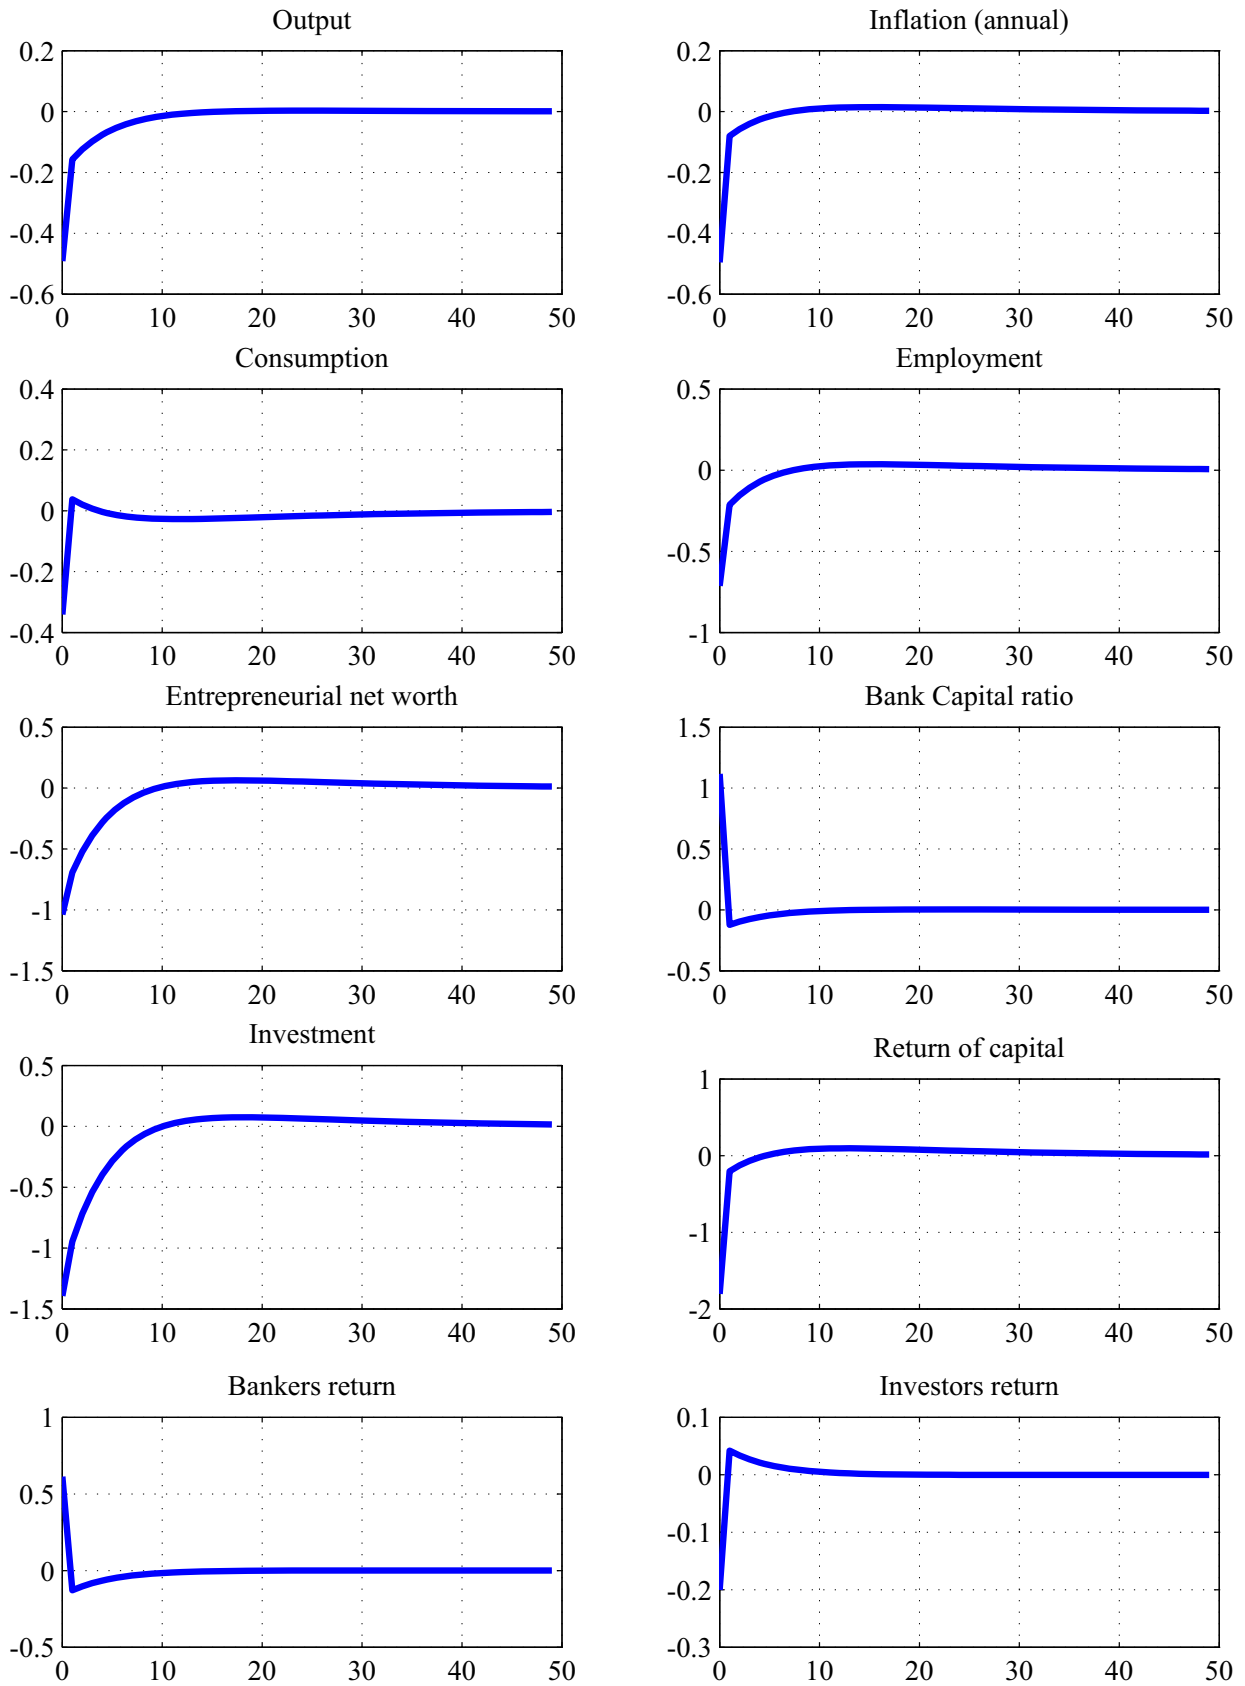 Output
0.2
0
-0.2
-0.4
-0.6
0 10 20 30 40 50
Inflation (annual)
0.2
0
-0.2
-0.4
-0.6
0 10 20 30 40 50
Consumption
0.4
0.2
0
-0.2
-0.4
0 10 20 30 40 50
Employment
0.5
0
-0.5
-1
0 10 20 30 40 50
Entrepreneurial net worth
0.5
0
-0.5
-1
-1.5
0 10 20 30 40 50
Bank Capital ratio
1.5
1
0.5
0
-0.5
0 10 20 30 40 50
Investment
0.5
0
-0.5
-1
-1.5
0 10 20 30 40 50
Return of capital
1
0
-1
-2
0 10 20 30 40 50
Bankers return
1
0.5
0
-0.5
0 10 20 30 40 50
Investors return
0.1
0
-0.1
-0.2
-0.3
0 10 20 30 40 50